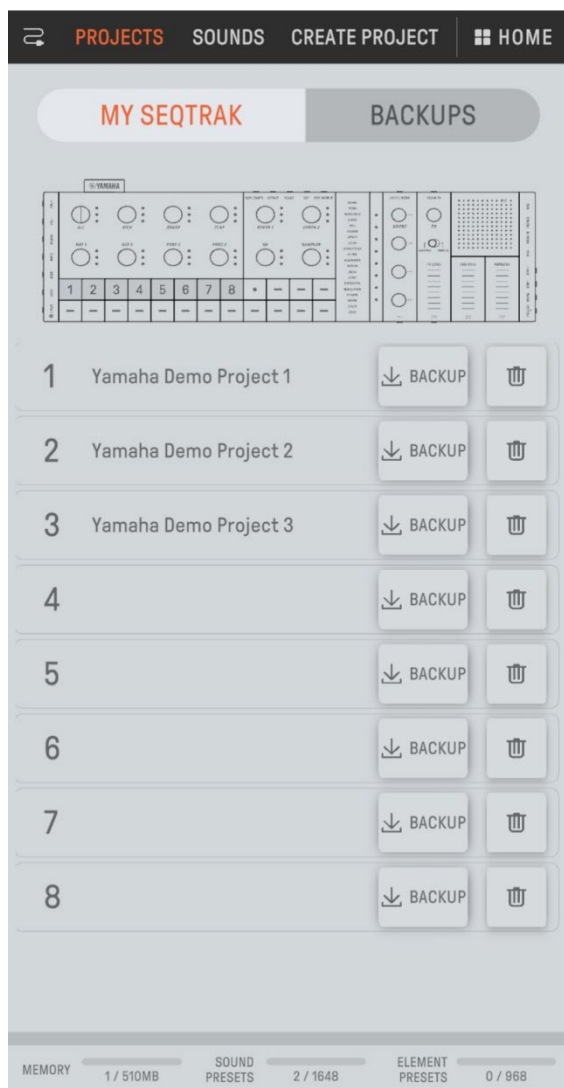 PROJECTS SOUNDS CREATE PROJECT HOME
MY SEQTRAK BACKUPS
YAMAHA
1 2 3 4 5 6 7 8
1 Yamaha Demo Project 1 BACKUP
2 Yamaha Demo Project 2 BACKUP
3 Yamaha Demo Project 3 BACKUP
4 BACKUP
5 BACKUP
6 BACKUP
7 BACKUP
8 BACKUP
MEMORY 1 / 510MB SOUND PRESETS 2 / 1648 ELEMENT PRESETS 0 / 968